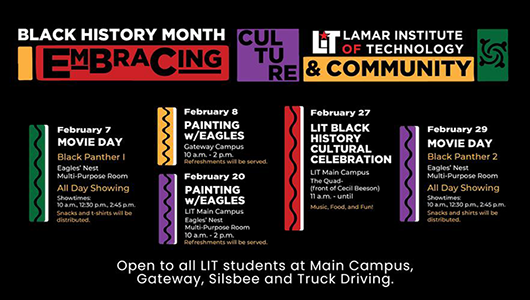 BLACK HISTORY MONTH
EMBRACING
CUL
TU
RE
LIT LAMAR INSTITUTE
OF TECHNOLOGY
& COMMUNITY
February 7
MOVIE DAY
Black Panther I
Eagles' Nest
Multi-Purpose Room
All Day Showing
Showtimes:
10 a.m., 12:30 p.m., 2:45 p.m.
Snacks and t-shirts will be
distributed.
February 8
PAINTING
w/EAGLES
Gateway Campus
10 a.m. - 2 p.m.
Refreshments will be served.
February 20
PAINTING
w/EAGLES
LIT Main Campus
Eagles' Nest
Multi-Purpose Room
10 a.m. - 2 p.m.
Refreshments will be served.
February 27
LIT BLACK
HISTORY
CULTURAL
CELEBRATION
LIT Main Campus
The Quad-
(front of Cecil Beeson)
11 a.m. - until
Music, Food, and Fun!
February 29
MOVIE DAY
Black Panther 2
Eagles' Nest
Multi-Purpose Room
All Day Showing
Showtimes:
10 a.m., 12:30 p.m., 2:45 p.m.
Snacks and shirts will be
distributed.
Open to all LIT students at Main Campus,
Gateway, Silsbee and Truck Driving.